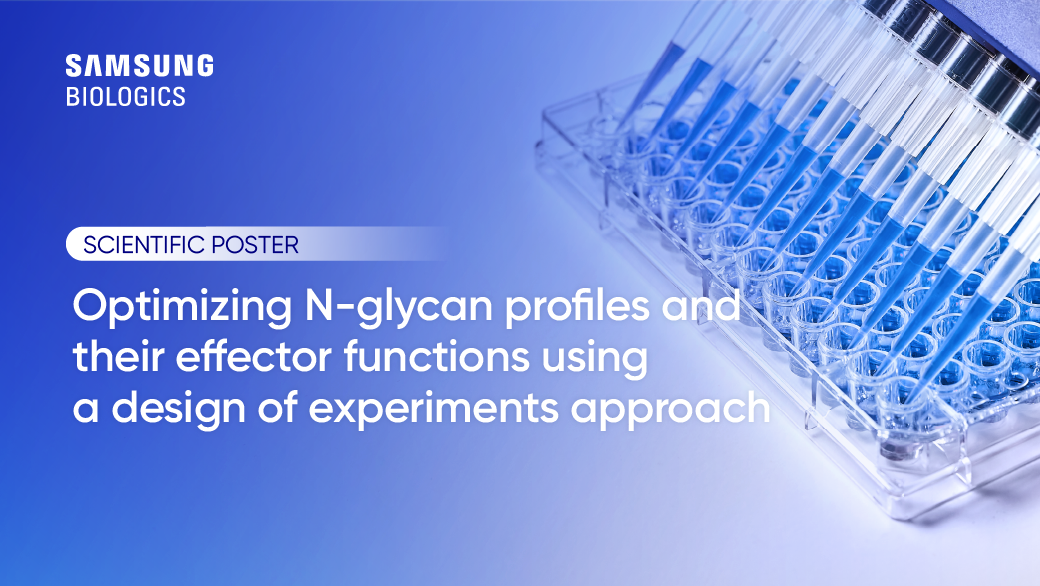 SAMSUNG
BIOLOGICS
SCIENTIFIC POSTER
Optimizing N-glycan profiles and
their effector functions using
a design of experiments approach